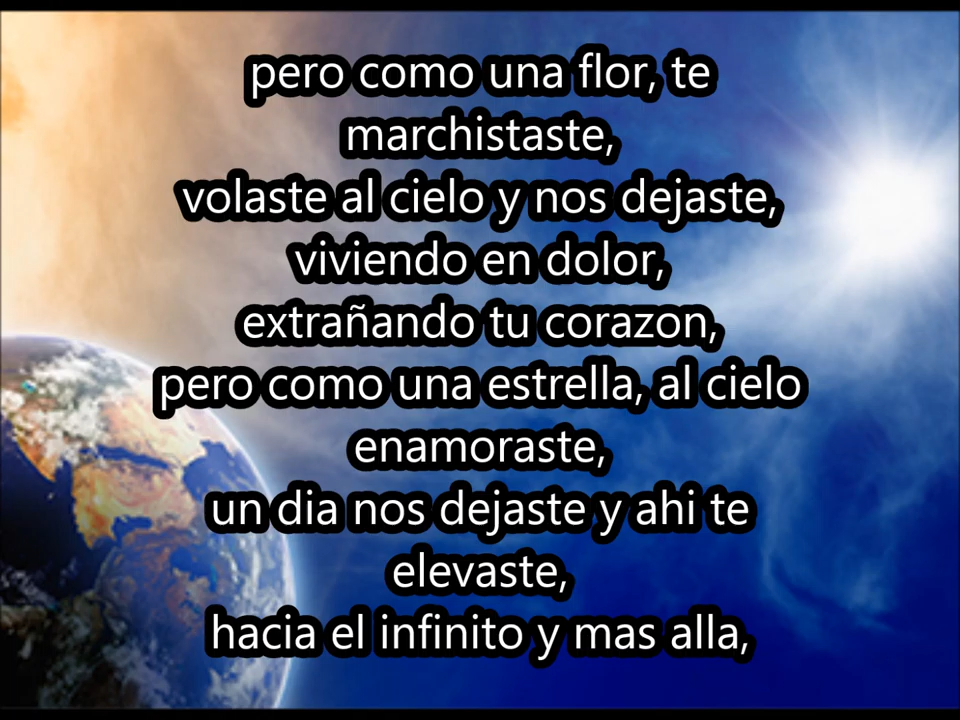 pero como una flor, te
marchistaste,
volaste al cielo y nos dejaste,
viviendo en dolor,
extrañando tu corazon,
pero como una estrella, al cielo
enamoraste,
un dia nos dejaste y ahi te
elevaste,
hacia el infinito y mas alla,